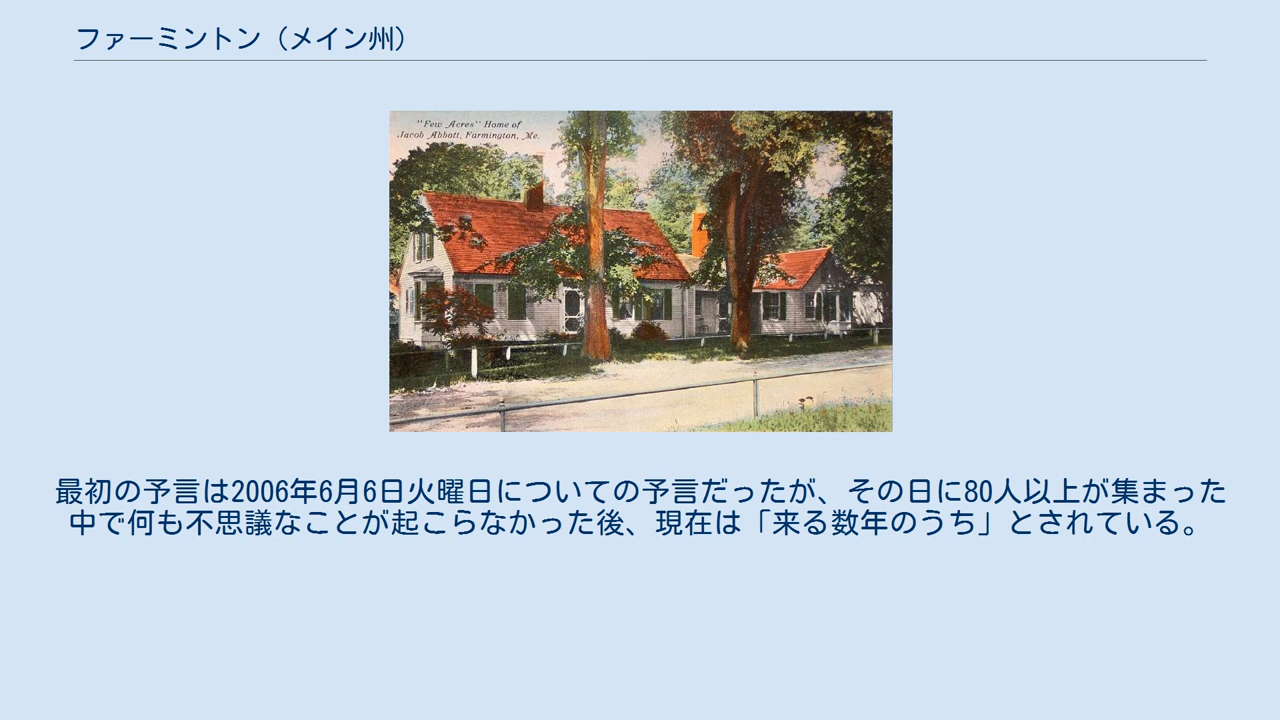 ファーミントン（メイン州）
"Few Acres" Home of
Jacob Abbott, Farmington, Me.
最初の予言は2006年6月6日火曜日についての予言だったが、その日に80人以上が集まった
中で何も不思議なことが起こらなかった後、現在は「来る数年のうち」とされている。